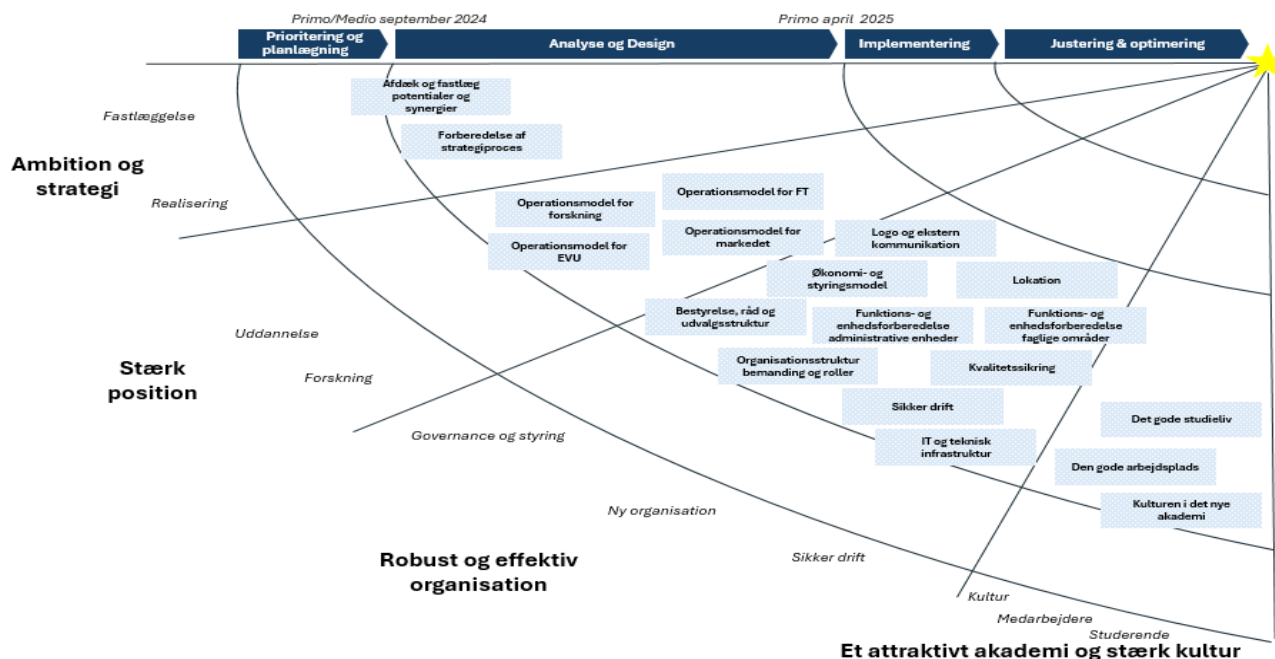 Primo/Medio september 2024
Primo april 2025
Prioritering og
planlægning
Analyse og Design
Implementering
Justering & optimering
Afdæk og fastlæg
potentialer og
synergier
Fastlæggelse
Forberedelse af
strategiproces
Ambition og
strategi
Realisering
Operationsmodel for
forskning
Operationsmodel for FT
Operationsmodel for
EVU
Operationsmodel for
markedet
Logo og ekstern
kommunikation
Økonomi- og
styringsmodel
Lokation
Bestyrelse, råd og
udvalgsstruktur
Funktions- og
enhedsforberedelse
administrative enheder
Funktions- og
enhedsforberedelse
faglige områder
Uddannelse
Stærk
position
Forskning
Organisationsstruktur
bemanding og roller
Kvalitetssikring
Sikker drift
Det gode studieliv
Governance og styring
IT og teknisk
infrastruktur
Den gode arbejdsplads
Kulturen i det nye
akademi
Ny organisation
Robust og effektiv
organisation
Sikker drift
Kultur
Medarbejdere
Studerende
Et attraktivt akademi og stærk kultur